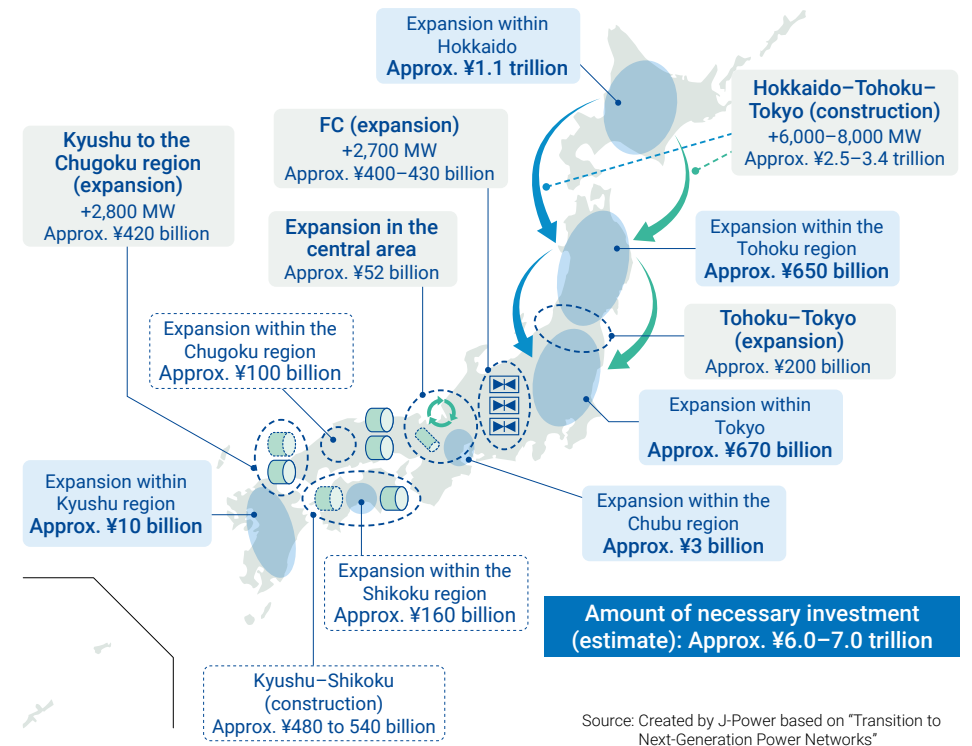 Expansion within
Hokkaido
Approx. ¥1.1 trillion
Hokkaido–Tohoku–
Tokyo (construction)
+6,000–8,000 MW
Approx. ¥2.5–3.4 trillion
FC (expansion)
+2,700 MW
Approx. ¥400–430 billion
Kyushu to the
Chugoku region
(expansion)
+2,800 MW
Approx. ¥420 billion
Expansion in the
central area
Approx. ¥52 billion
Expansion within the
Tohoku region
Approx. ¥650 billion
Expansion within the
Chugoku region
Approx. ¥100 billion
Tohoku–Tokyo
(expansion)
Approx. ¥200 billion
Expansion within
Tokyo
Approx. ¥670 billion
Expansion within
Kyushu region
Approx. ¥10 billion
Expansion within the
Chubu region
Approx. ¥3 billion
Expansion within the
Shikoku region
Approx. ¥160 billion
Amount of necessary investment
(estimate): Approx. ¥6.0–7.0 trillion
Kyushu–Shikoku
(construction)
Approx. ¥480 to 540 billion
Source: Created by J-Power based on “Transition to
Next-Generation Power Networks”